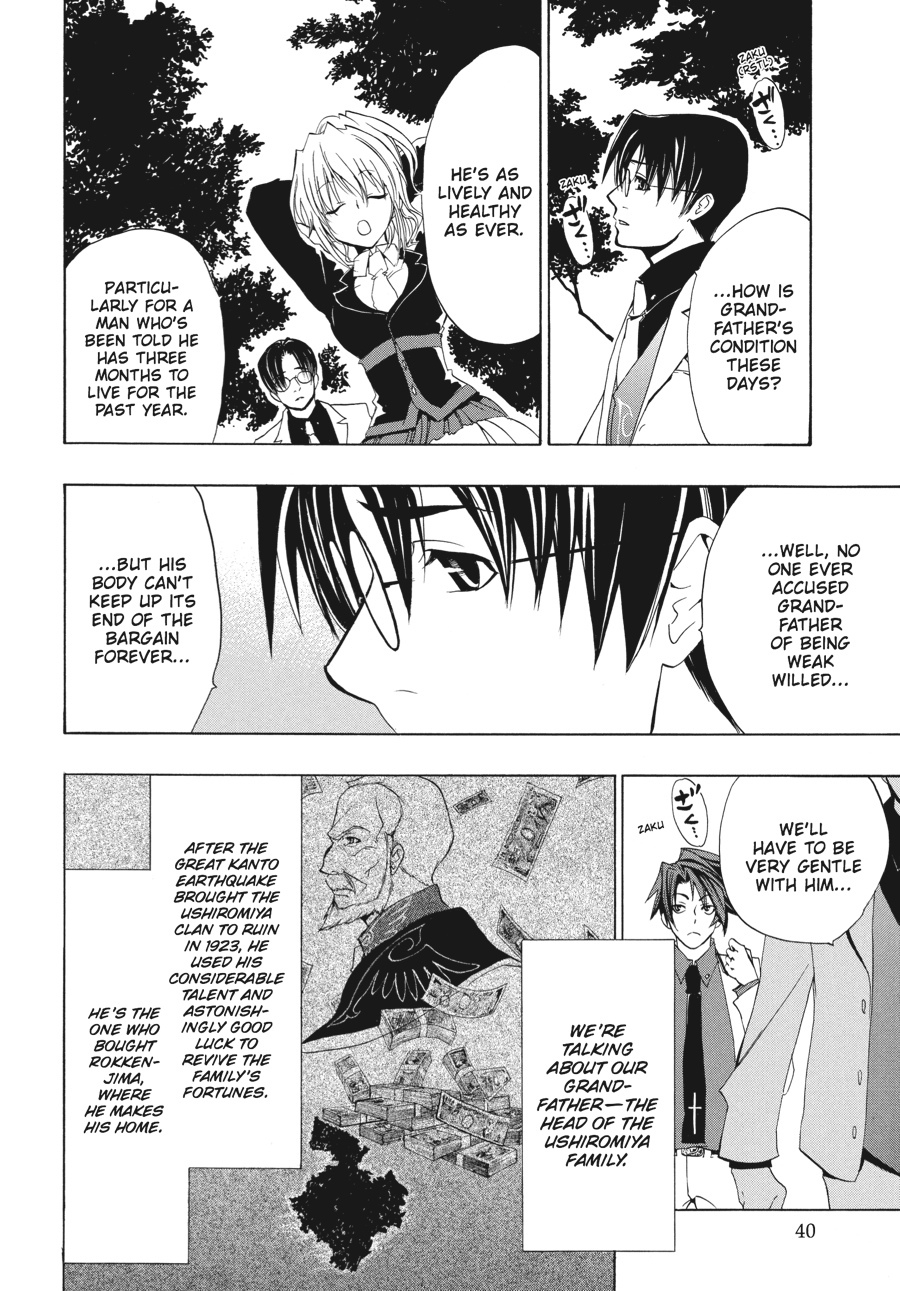 ZAKU
(RSTL)
ざく…
ZAKU
ざく…
...HOW IS
GRAND-
FATHER'S
CONDITION
THESE
DAYS?
HE'S AS
LIVELY AND
HEALTHY
AS EVER.
PARTICU-
LARLY FOR A
MAN WHO'S
BEEN TOLD HE
HAS THREE
MONTHS TO
LIVE FOR THE
PAST YEAR.
...WELL, NO
ONE EVER
ACCUSED
GRAND-
FATHER
OF BEING
WEAK
WILLED...
...BUT HIS
BODY CAN'T
KEEP UP ITS
END OF THE
BARGAIN
FOREVER...
WE'LL
HAVE TO BE
VERY GENTLE
WITH HIM...
ざく…
ZAKU
WE'RE
TALKING
ABOUT OUR
GRAND-
FATHER—THE
HEAD OF THE
USHIROMIYA
FAMILY.
AFTER THE
GREAT KANTO
EARTHQUAKE
BROUGHT THE
USHIROMIYA
CLAN TO RUIN
IN 1923, HE
USED HIS
CONSIDERABLE
TALENT AND
ASTONISH-
INGLY GOOD
LUCK TO
REVIVE THE
FAMILY'S
FORTUNES.
HE'S THE
ONE WHO
BOUGHT
ROKKEN-
JIMA,
WHERE
HE MAKES
HIS HOME.
40